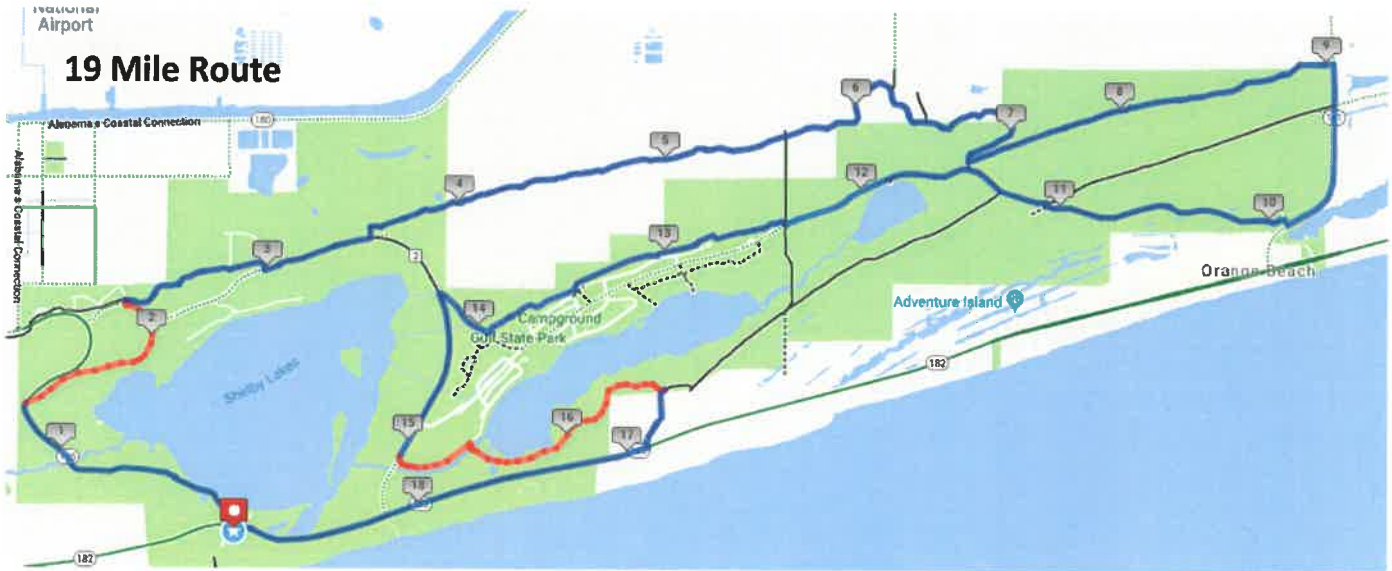 National
Airport
19 Mile Route
180
Alabama's Coastal Connection
Alabama's Coastal Connection
9
8
6
7
5
4
12
11
10
3
13
2
Orange Beach
14
Adventure Island
Campground
2
Gulf State Park
Shelby Lakes
182
15
16
1
17
18
182